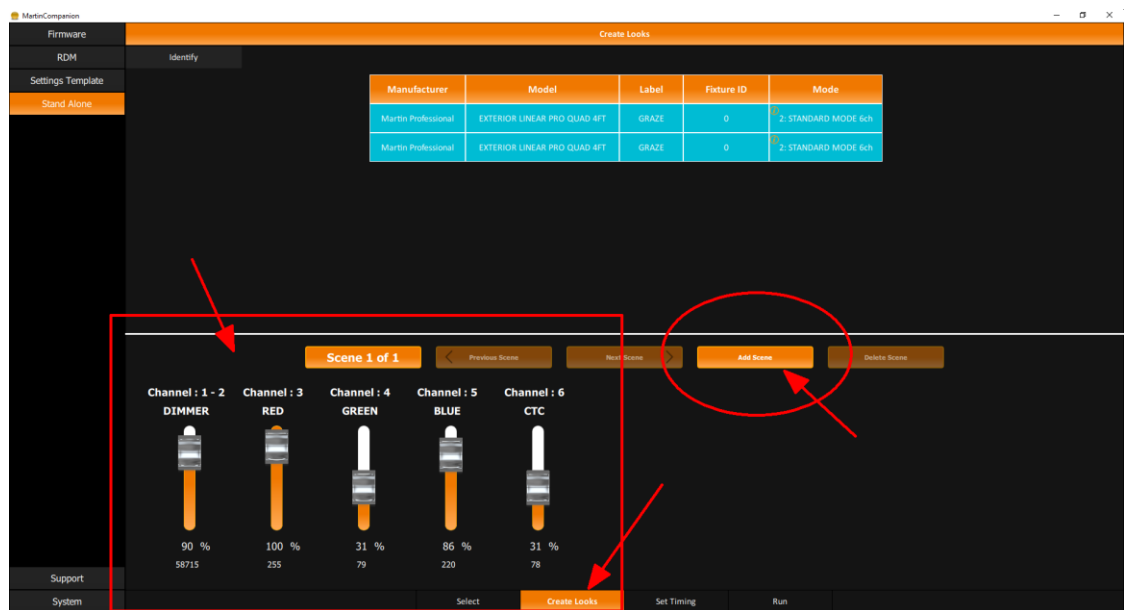 MartinCompanion
Firmware
Create Looks
RDM
Identify
Settings Template
Stand Alone
Manufacturer Model Label Fixture ID Mode
Martin Professional EXTERIOR LINEAR PRO QUAD 4FT GRAZE 0 2: STANDARD MODE 6ch
Martin Professional EXTERIOR LINEAR PRO QUAD 4FT GRAZE 0 2: STANDARD MODE 6ch
Scene 1 of 1 Previous Scene Next Scene Add Scene Delete Scene
Channel : 1 - 2 Channel : 3 Channel : 4 Channel : 5 Channel : 6
DIMMER RED GREEN BLUE CTC
90 % 100 % 31 % 86 % 31 %
58715 255 79 220 78
Support
System
Select Create Looks Set Timing Run